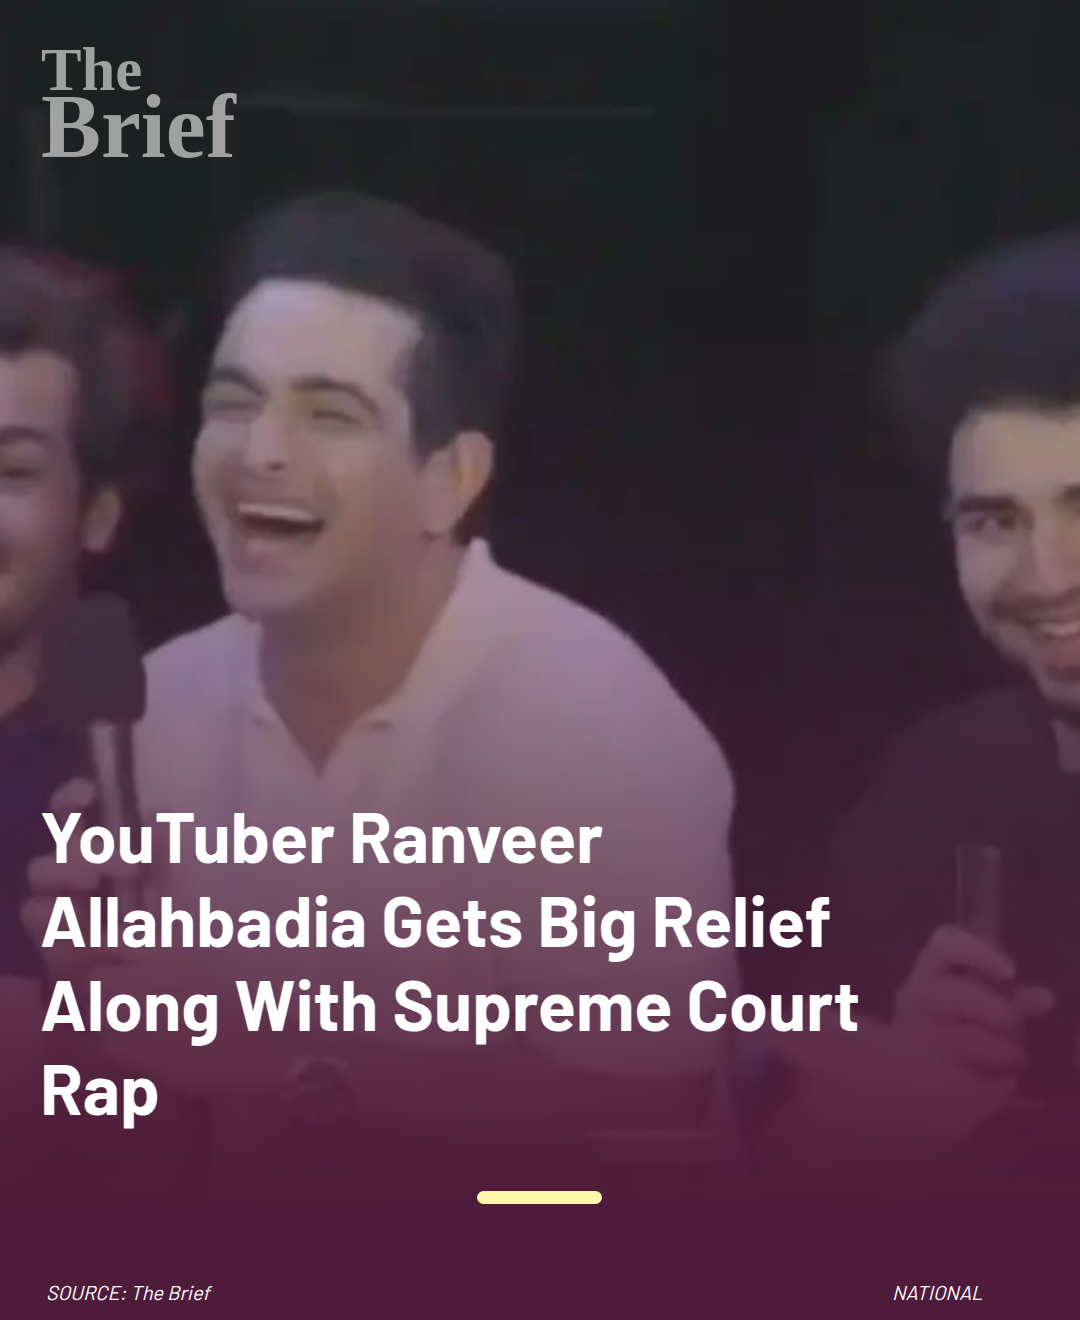 The
Brief
YouTuber Ranveer
Allahbadia Gets Big Relief
Along With Supreme Court
Rap
SOURCE: The Brief
NATIONAL